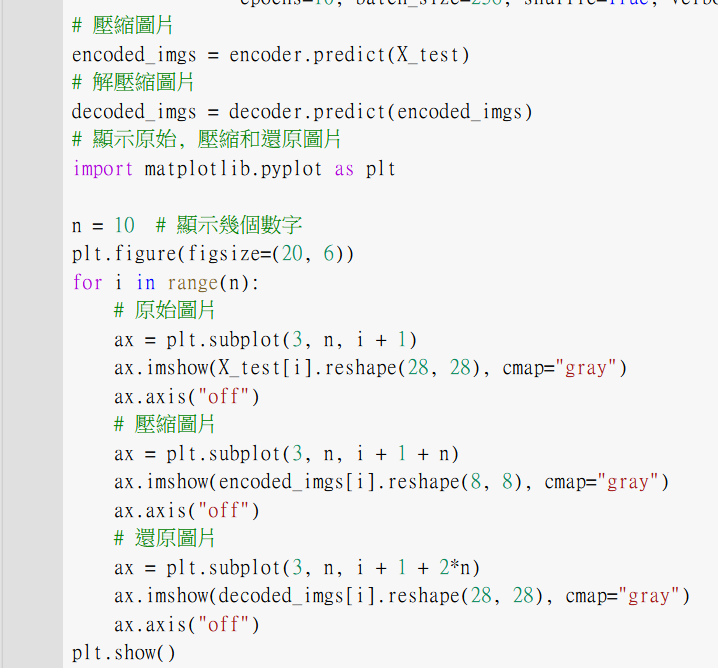 epochs=10, batch_size=256, shuffle=True, verbo
# 壓縮圖片
encoded_imgs = encoder.predict(X_test)
# 解壓縮圖片
decoded_imgs = decoder.predict(encoded_imgs)
# 顯示原始, 壓縮和還原圖片
import matplotlib.pyplot as plt

n = 10  # 顯示幾個數字
plt.figure(figsize=(20, 6))
for i in range(n):
    # 原始圖片
    ax = plt.subplot(3, n, i + 1)
    ax.imshow(X_test[i].reshape(28, 28), cmap="gray")
    ax.axis("off")
    # 壓縮圖片
    ax = plt.subplot(3, n, i + 1 + n)
    ax.imshow(encoded_imgs[i].reshape(8, 8), cmap="gray")
    ax.axis("off")
    # 還原圖片
    ax = plt.subplot(3, n, i + 1 + 2*n)
    ax.imshow(decoded_imgs[i].reshape(28, 28), cmap="gray")
    ax.axis("off")
plt.show()